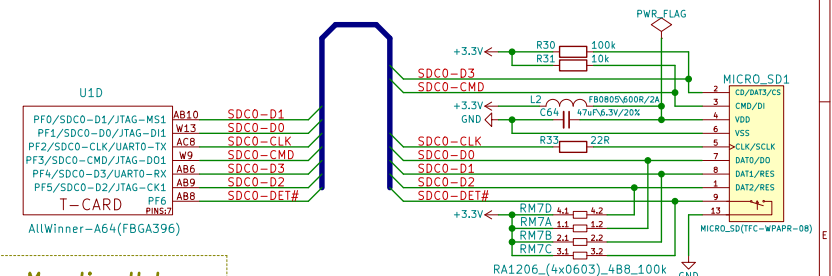 PWR_FLAG
+3.3V
R30
100k
R31
10k
SDC0-D3
SDC0-CMD
MICRO_SD1
2
CD/DAT3/CS
3
CMD/DI
4
VDD
6
VSS
5
CLK/SCLK
7
DAT0/DO
8
DAT1/RES
1
DAT2/RES
9
13
MICRO_SD(TFC-WPAPR-08)
+3.3V
L2
FB0805\600R/2A
GND
C64
47uF\6.3V/20%
SDC0-CLK
R33
22R
SDC0-D0
SDC0-D1
SDC0-D2
SDC0-DET#
+3.3V
RM7D
4.1
4.2
RM7A
1.1
1.2
RM7B
2.1
2.2
RM7C
3.1
3.2
RA1206_(4x0603)_4B8_100k
GND
E
U1D
PF0/SDC0-D1/JTAG-MS1
AB10
SDC0-D1
PF1/SDC0-D0/JTAG-DI1
W13
SDC0-D0
PF2/SDC0-CLK/UART0-TX
AC8
SDC0-CLK
PF3/SDC0-CMD/JTAG-DO1
W9
SDC0-CMD
PF4/SDC0-D3/UART0-RX
AB6
SDC0-D3
PF5/SDC0-D2/JTAG-CK1
AB9
SDC0-D2
PF6
AB8
SDC0-DET#
T-CARD
PINS:7
AllWinner-A64(FBGA396)